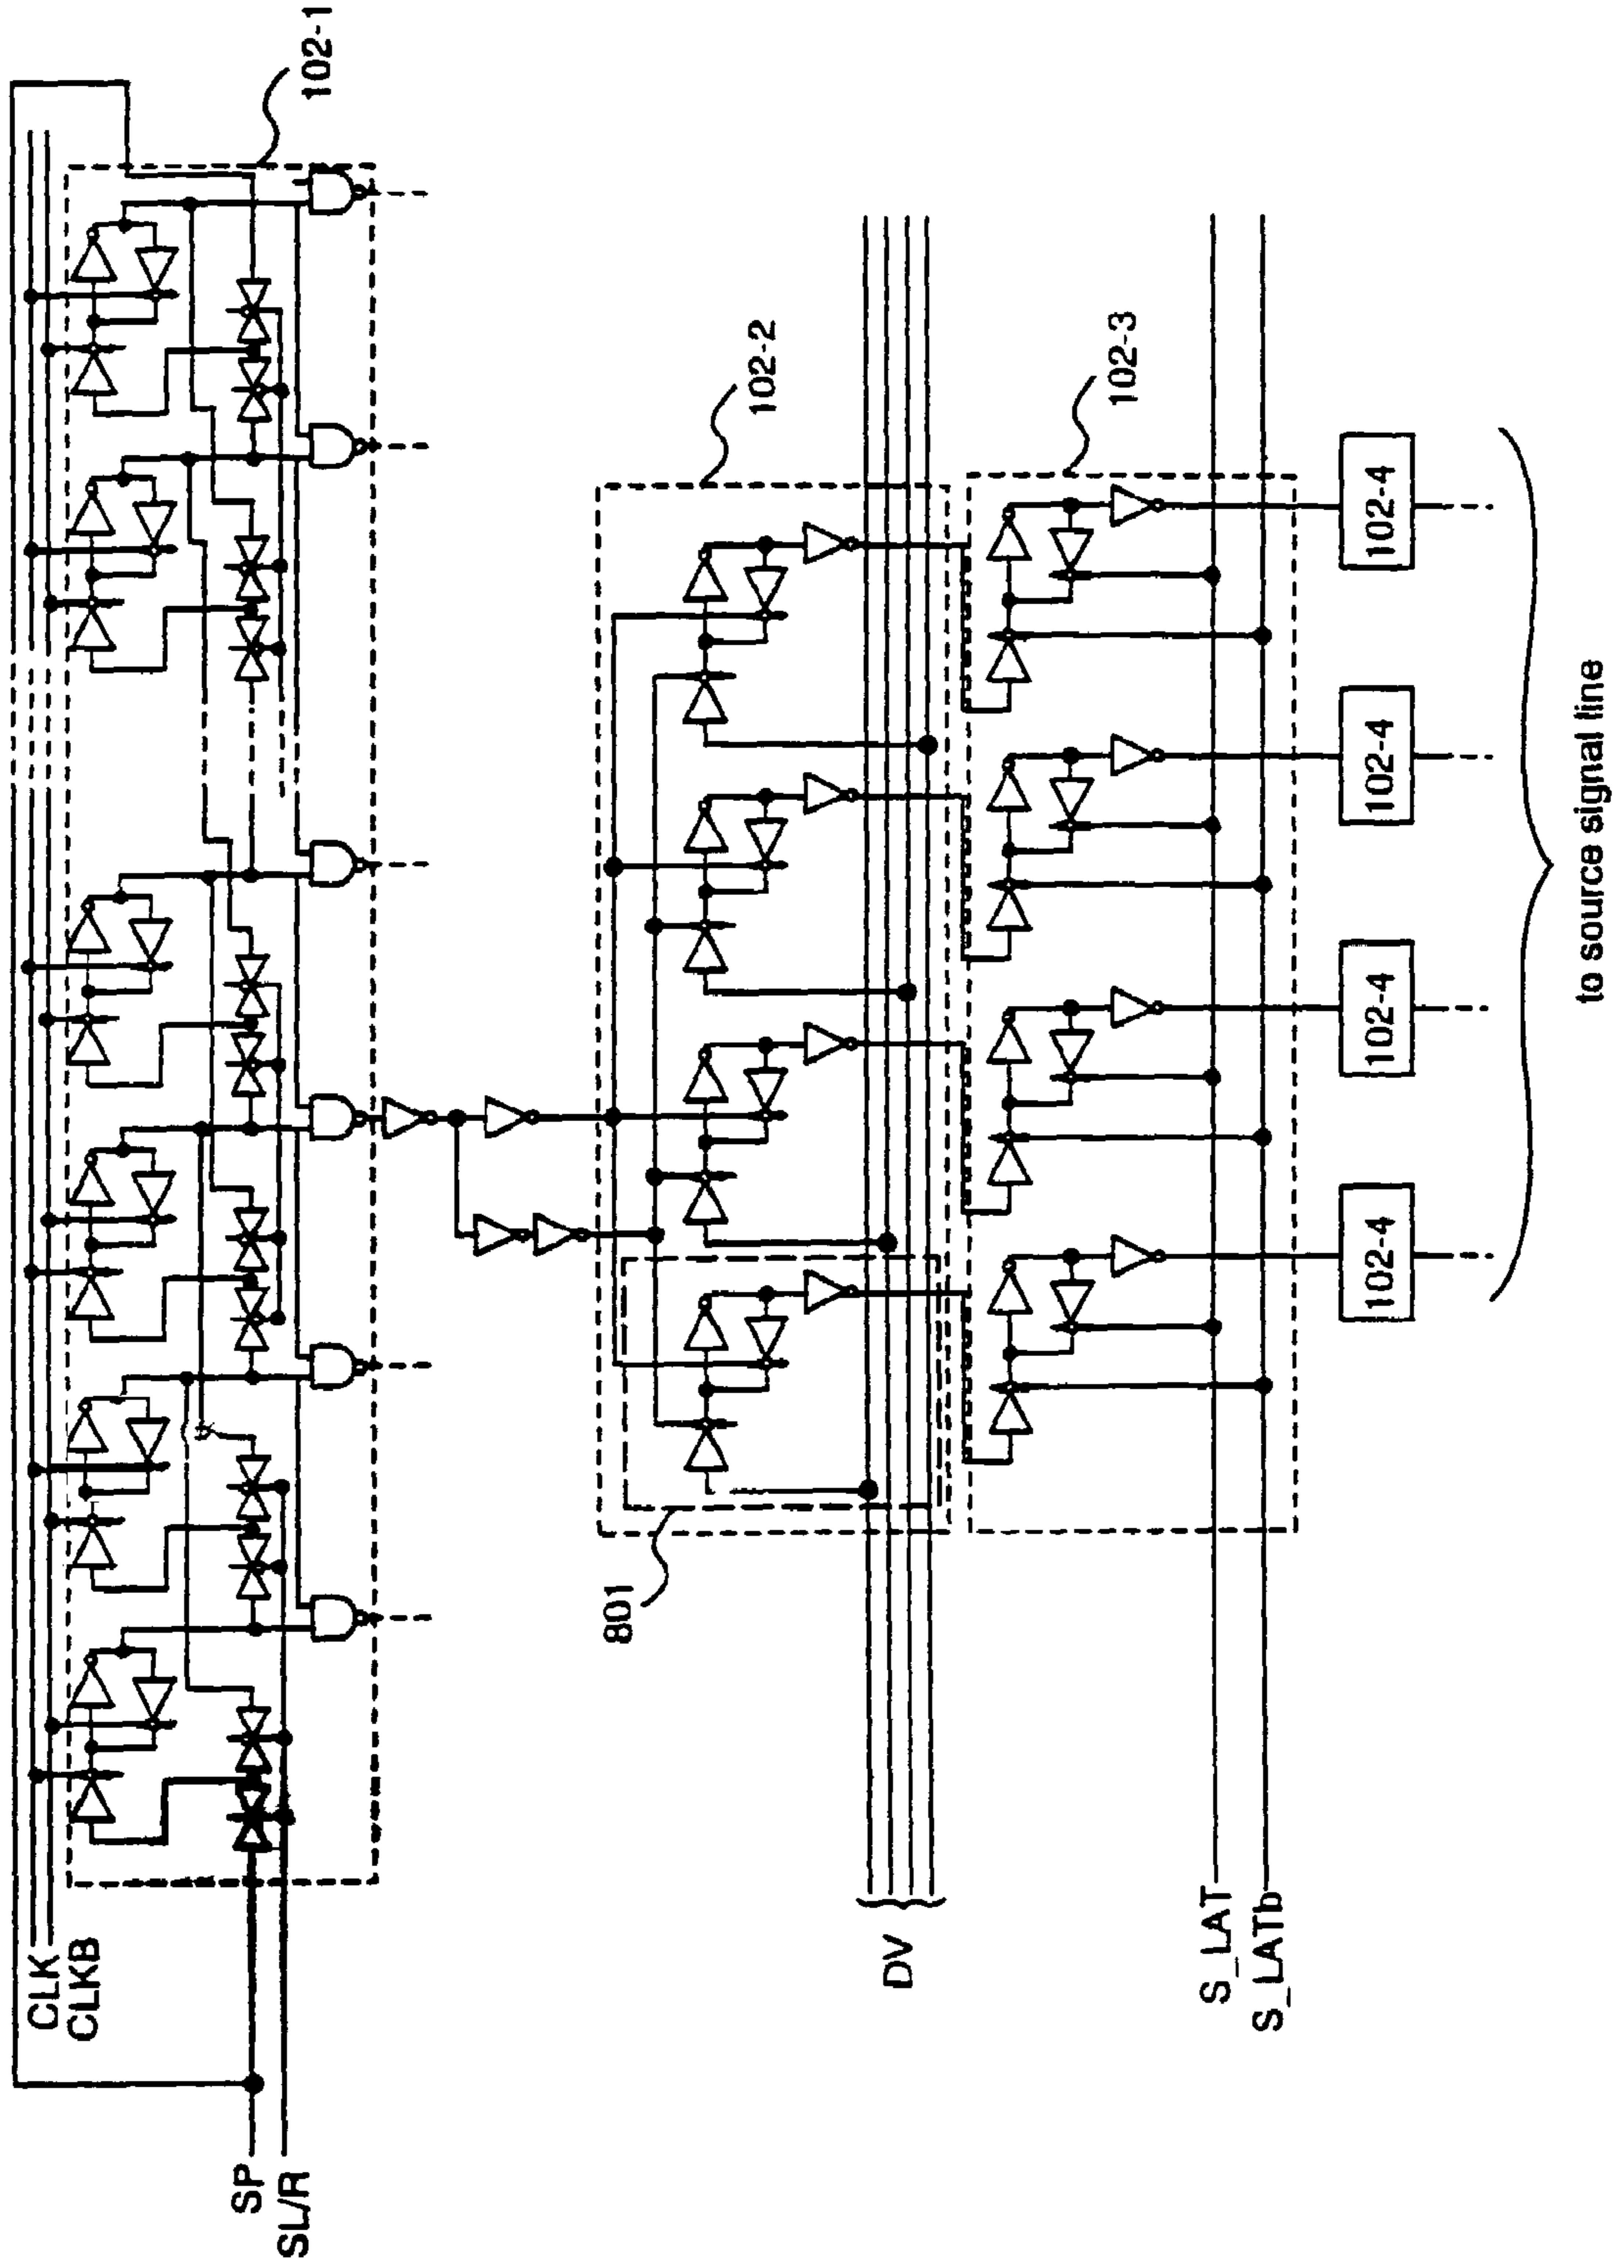 SP
SL/R
CLK
CLKB
102-1
DV
801
102-2
S_LAT
S_LATb
102-3
102-4
102-4
102-4
102-4
to source signal line